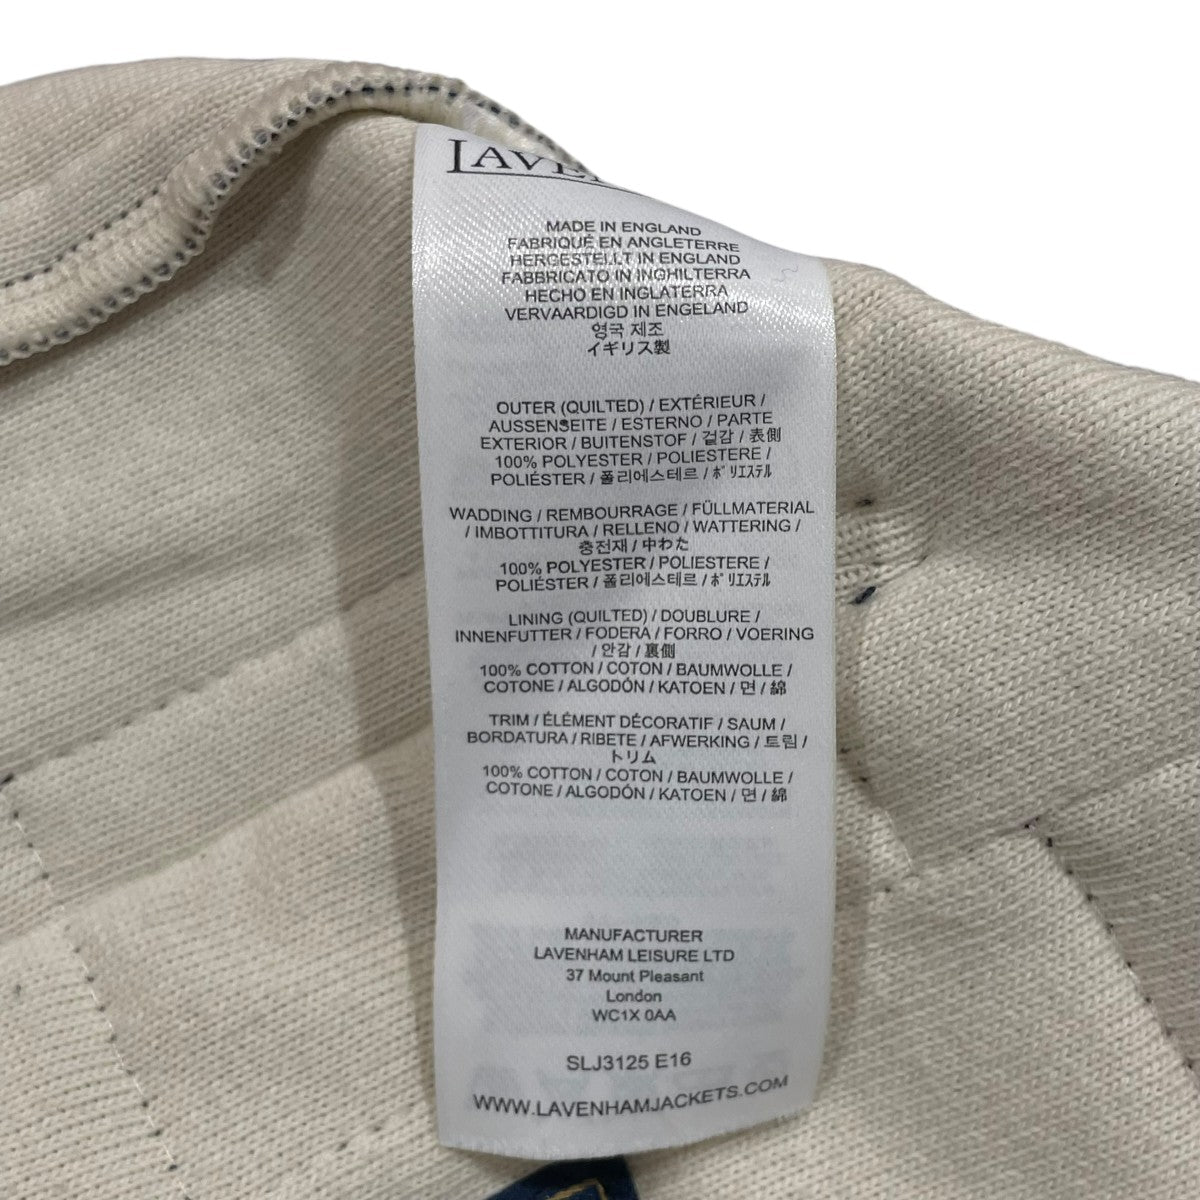 MADE IN ENGLAND
FABRIQUÉ EN ANGLETERRE
HERGESTELLT IN ENGLAND
FABBRICATO IN INGHILTERRA
HECHO EN INGLATERRA
VERVAARDIGD IN ENGELAND
영국 제조
イギリス製
OUTER (QUILTED) / EXTÉRIEUR /
AUSSENSEITE / ESTERNO / PARTE
EXTERIOR / BUITENSTOF / 겉감 / 表側
100% POLYESTER / POLIESTERE /
POLIÉSTER / 폴리에스테르 / ﾎﾟﾘｴｽﾃﾙ
WADDING / REMBOURRAGE / FÜLLMATERIAL
/ IMBOTTITURA / RELLENO / WATTERING /
충전재 / 中わた
100% POLYESTER / POLIESTERE /
POLIÉSTER / 폴리에스테르 / ﾎﾟﾘｴｽﾃﾙ
LINING (QUILTED) / DOUBLURE /
INNENFUTTER / FODERA / FORRO / VOERING
/ 안감 / 裏側
100% COTTON / COTON / BAUMWOLLE /
COTONE / ALGODÓN / KATOEN / 면 / 綿
TRIM / ÉLÉMENT DÉCORATIF / SAUM /
BORDATURA / RIBETE / AFWERKING / 트림 /
トリム
100% COTTON / COTON / BAUMWOLLE /
COTONE / ALGODÓN / KATOEN / 면 / 綿
MANUFACTURER
LAVENHAM LEISURE LTD
37 Mount Pleasant
London
WC1X 0AA
SLJ3125 E16
WWW.LAVENHAMJACKETS.COM